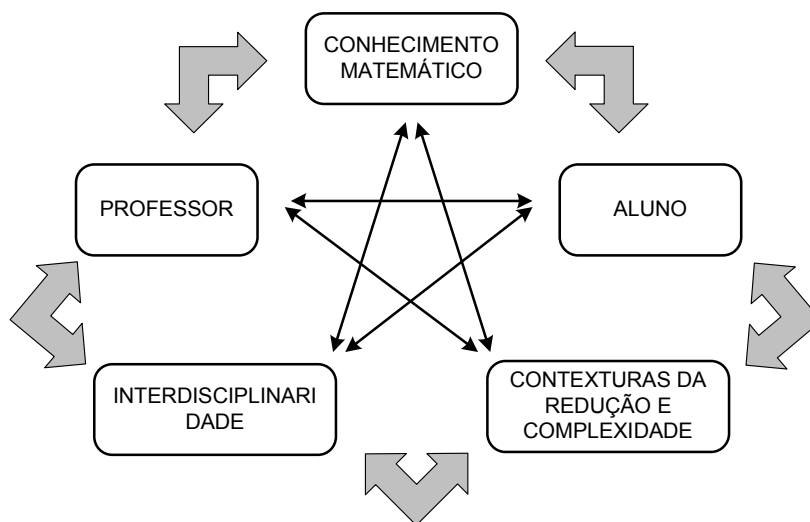 CONHECIMENTO
MATEMÁTICO
PROFESSOR
ALUNO
INTERDISCIPLINARI
DADE
CONTEXTURAS DA
REDUÇÃO E
COMPLEXIDADE